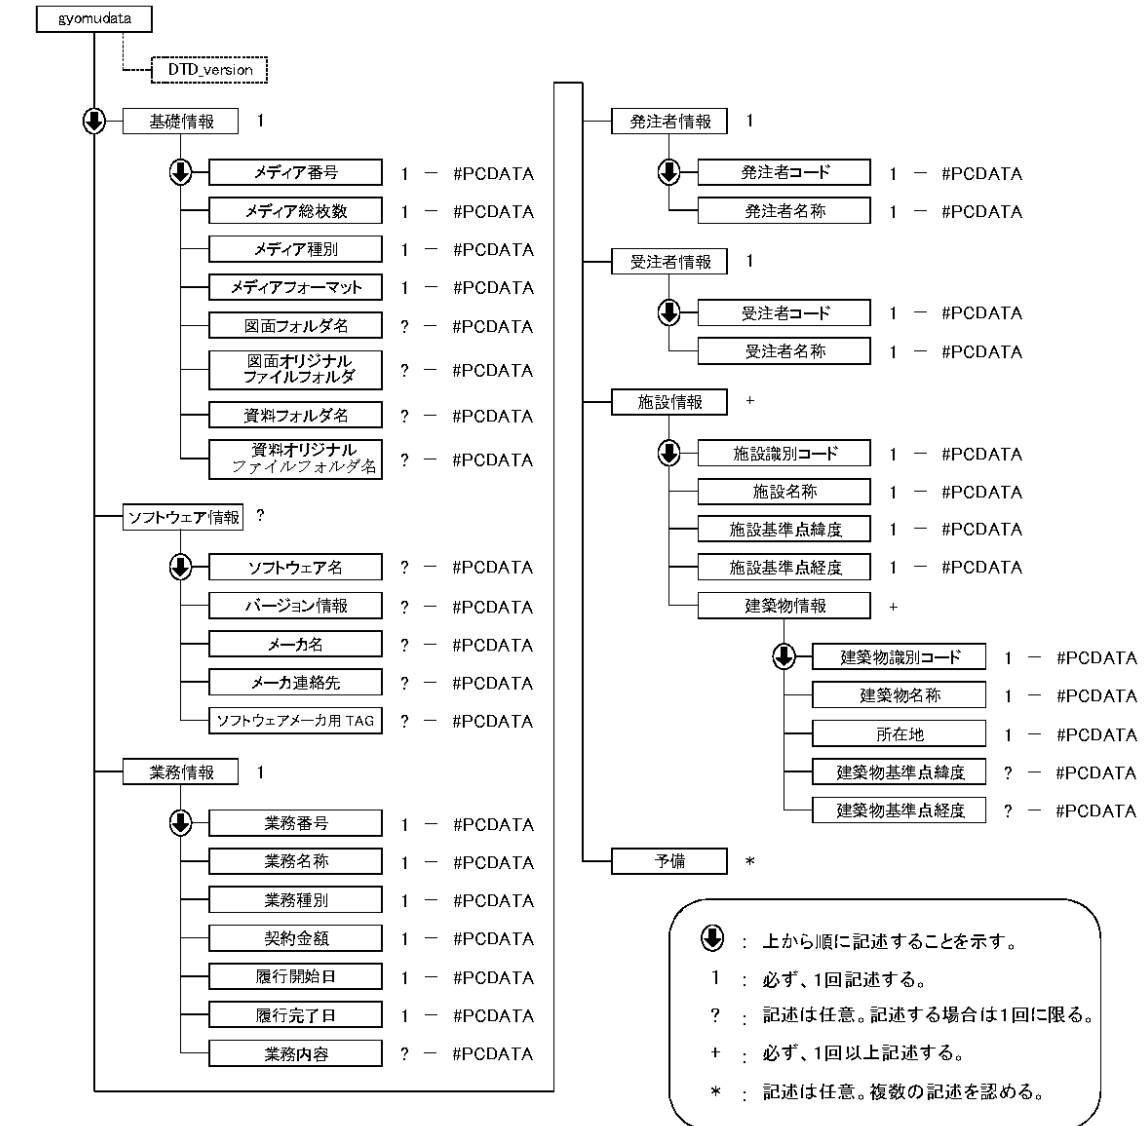 gyomudata
DTD_version
基礎情報 1
メディア番号 1 － #PCDATA
メディア総枚数 1 － #PCDATA
メディア種別 1 － #PCDATA
メディアフォーマット 1 － #PCDATA
図面フォルダ名 ? － #PCDATA
図面オリジナル
ファイルフォルダ ? － #PCDATA
資料フォルダ名 ? － #PCDATA
資料オリジナル
ファイルフォルダ名 ? － #PCDATA
ソフトウェア情報 ?
ソフトウェア名 ? － #PCDATA
バージョン情報 ? － #PCDATA
メーカ名 ? － #PCDATA
メーカ連絡先 ? － #PCDATA
ソフトウェアメーカ用 TAG ? － #PCDATA
業務情報 1
業務番号 1 － #PCDATA
業務名称 1 － #PCDATA
業務種別 1 － #PCDATA
契約金額 1 － #PCDATA
履行開始日 1 － #PCDATA
履行完了日 1 － #PCDATA
業務内容 ? － #PCDATA
発注者情報 1
発注者コード 1 － #PCDATA
発注者名称 1 － #PCDATA
受注者情報 1
受注者コード 1 － #PCDATA
受注者名称 1 － #PCDATA
施設情報 +
施設識別コード 1 － #PCDATA
施設名称 1 － #PCDATA
施設基準点緯度 1 － #PCDATA
施設基準点経度 1 － #PCDATA
建築物情報 +
建築物識別コード 1 － #PCDATA
建築物名称 1 － #PCDATA
所在地 1 － #PCDATA
建築物基準点緯度 ? － #PCDATA
建築物基準点経度 ? － #PCDATA
予備 *
: 上から順に記述することを示す。
1 : 必ず、1回記述する。
? : 記述は任意。記述する場合は1回に限る。
+ : 必ず、1回以上記述する。
* : 記述は任意。複数の記述を認める。